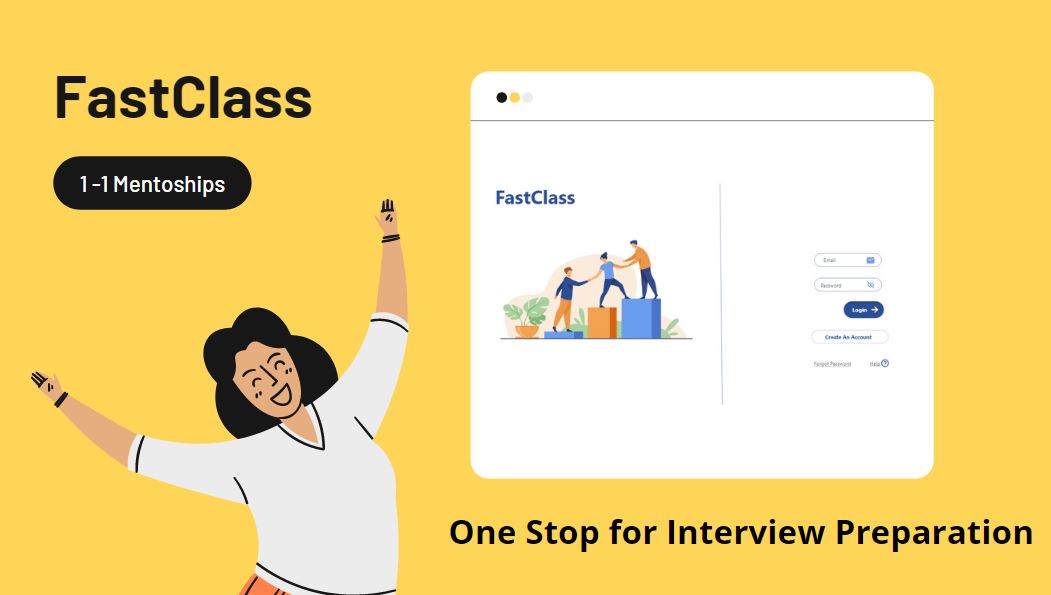 FastClass
1 -1 Mentoships
FastClass
Email
Password
Login
Create An Account
Forgot Password
Help
One Stop for Interview Preparation